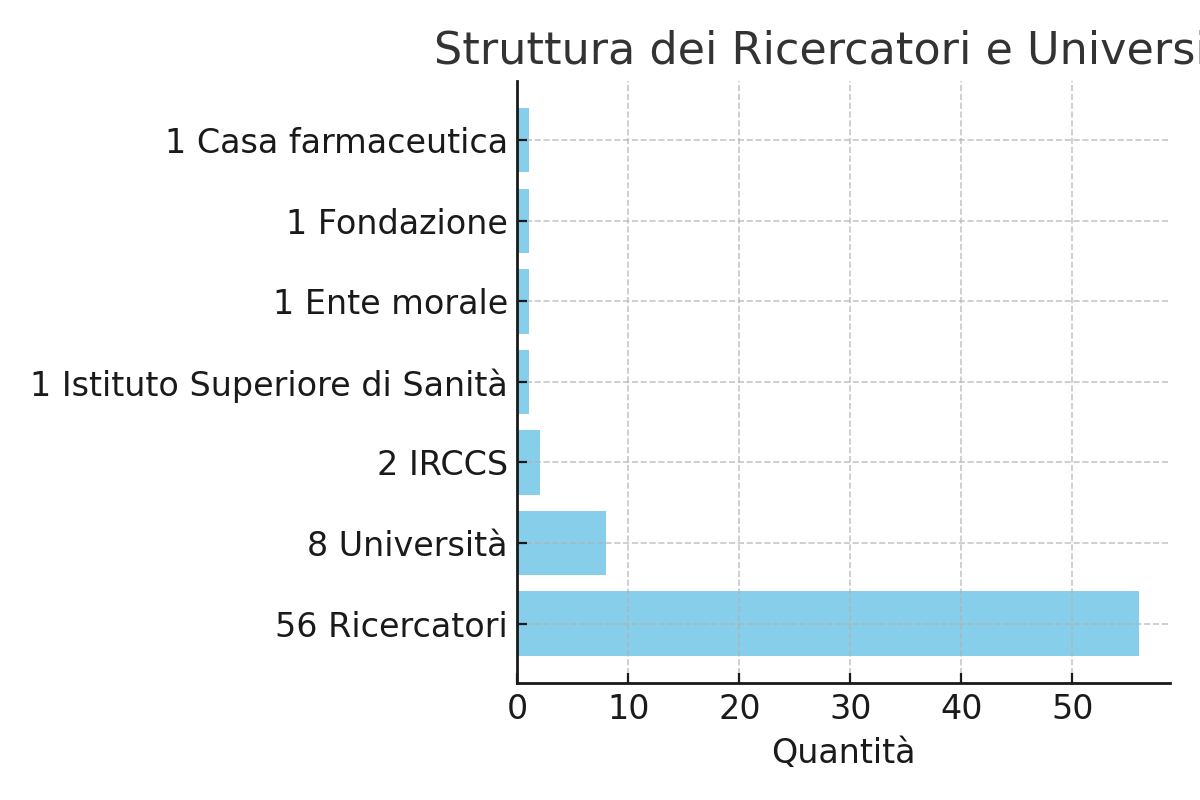 Struttura dei Ricercatori e Universi
1 Casa farmaceutica
1 Fondazione
1 Ente morale
1 Istituto Superiore di Sanità
2 IRCCS
8 Università
56 Ricercatori
0 10 20 30 40 50
Quantità